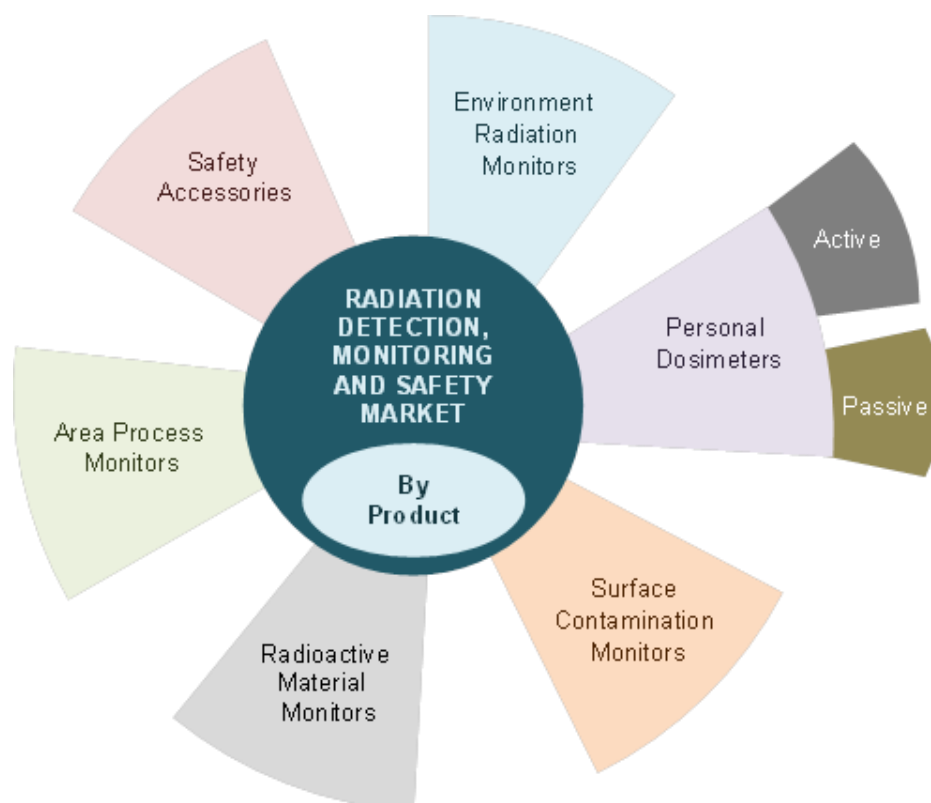 Environment
Radiation
Monitors
Safety
Accessories
Active
RADIATION
DETECTION,
MONITORING
AND SAFETY
MARKET
Personal
Dosimeters
Passive
Area Process
Monitors
By
Product
Surface
Contamination
Monitors
Radioactive
Material
Monitors